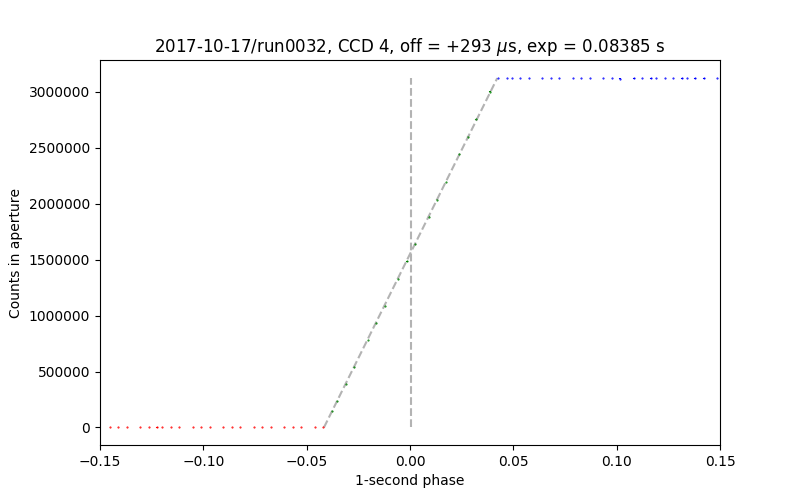 2017-10-17/run0032, CCD 4, off = +293 μs, exp = 0.08385 s
3000000
2500000
2000000
1500000
1000000
500000
0
Counts in aperture
−0.15 −0.10 −0.05 0.00 0.05 0.10 0.15
1-second phase